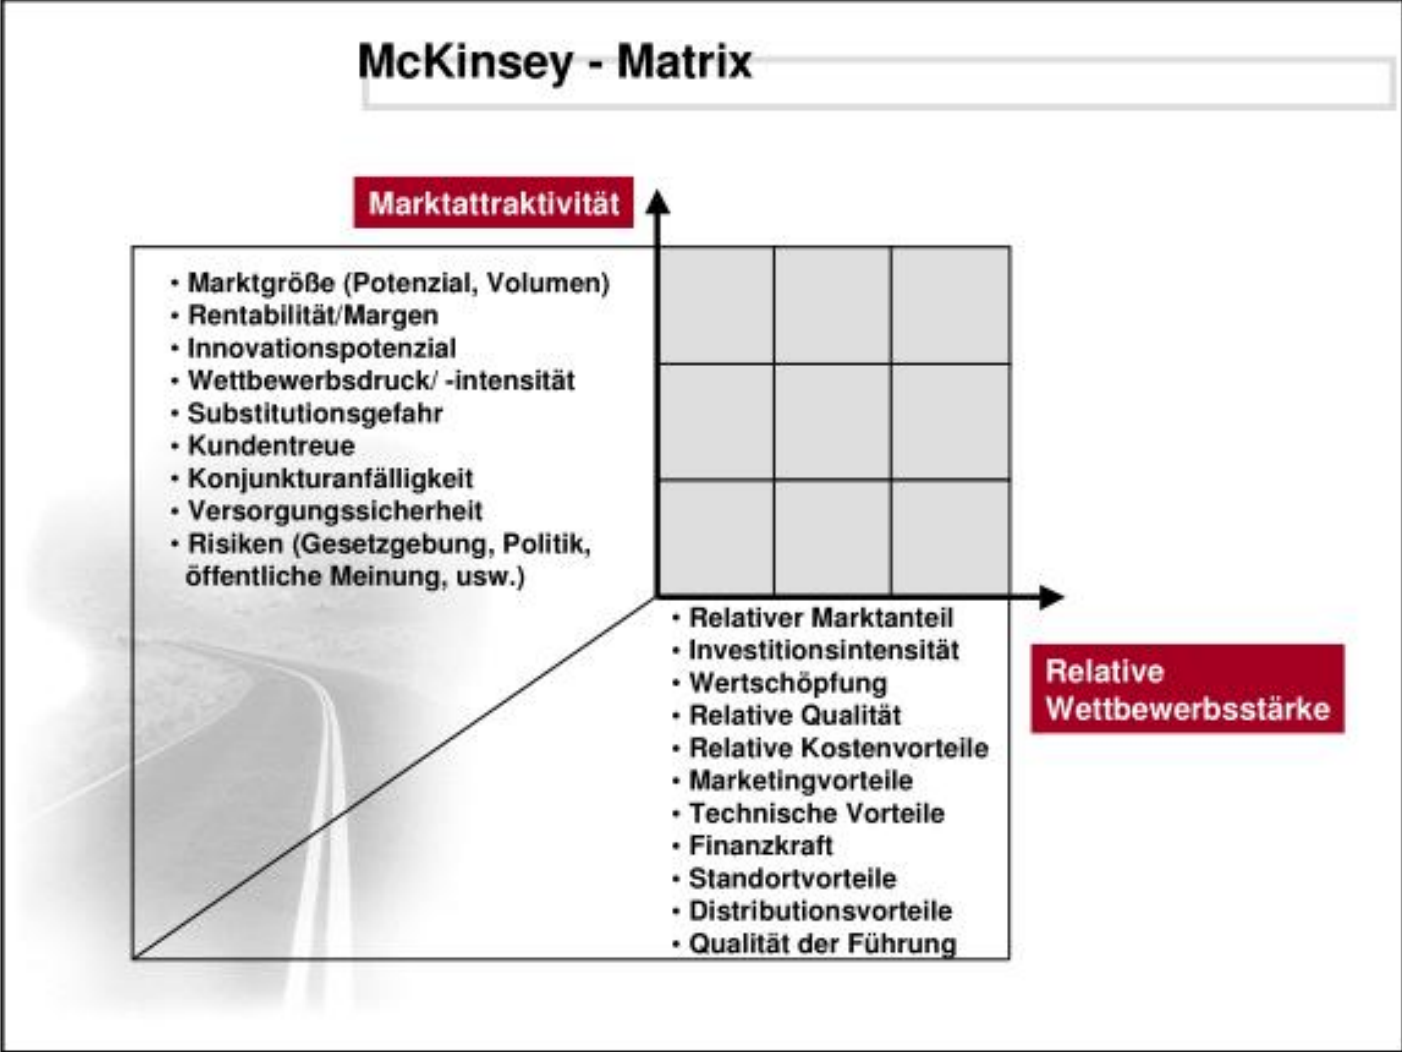 McKinsey - Matrix
Marktattraktivität
• Marktgröße (Potenzial, Volumen)
• Rentabilität/Margen
• Innovationspotenzial
• Wettbewerbsdruck/ -intensität
• Substitutionsgefahr
• Kundentreue
• Konjunkturanfälligkeit
• Versorgungssicherheit
• Risiken (Gesetzgebung, Politik,
öffentliche Meinung, usw.)
• Relativer Marktanteil
• Investitionsintensität
• Wertschöpfung
• Relative Qualität
• Relative Kostenvorteile
• Marketingvorteile
• Technische Vorteile
• Finanzkraft
• Standortvorteile
• Distributionsvorteile
• Qualität der Führung
Relative
Wettbewerbsstärke